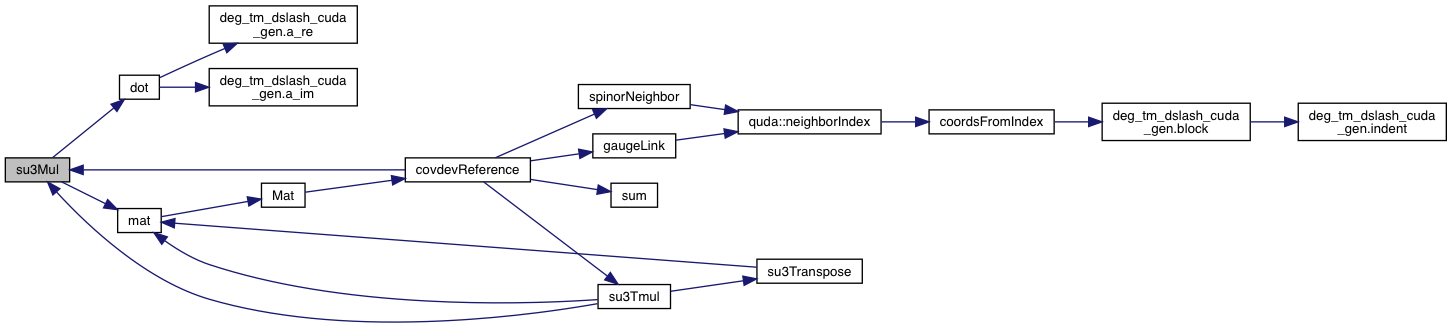 deg_tm_dslash_cuda
_gen.a_re
dot
deg_tm_dslash_cuda
_gen.a_im
spinorNeighbor
quda::neighborIndex
coordsFromIndex
deg_tm_dslash_cuda
_gen.block
deg_tm_dslash_cuda
_gen.indent
gaugeLink
su3Mul
covdevReference
Mat
sum
mat
su3Transpose
su3Tmul